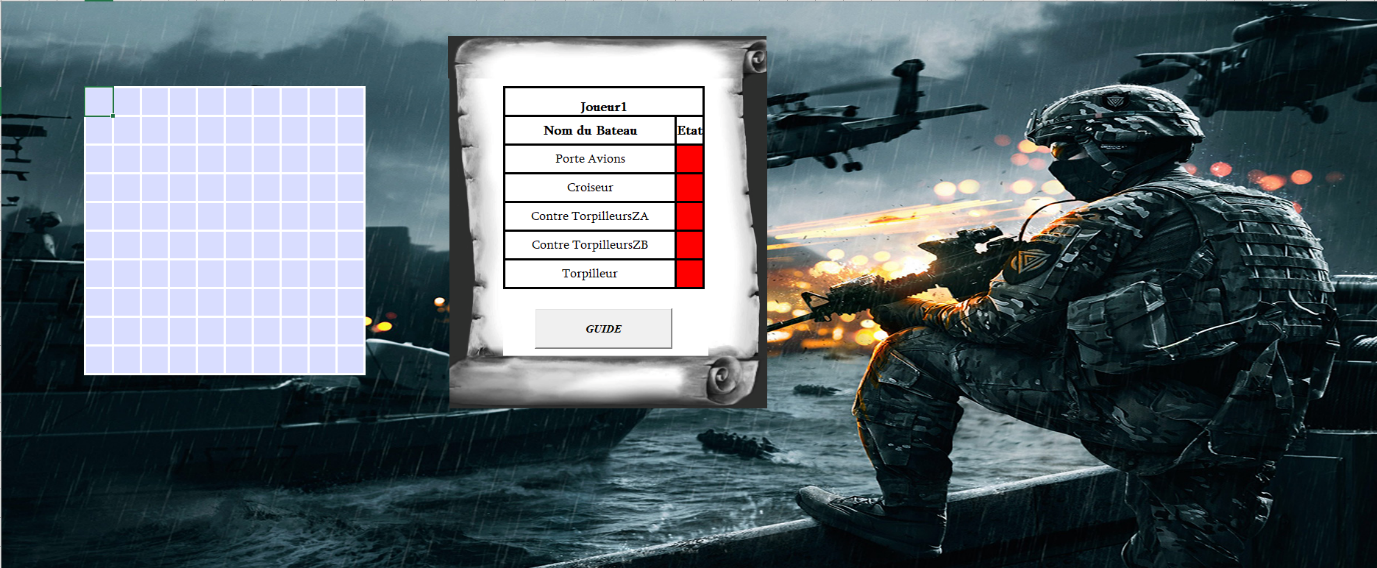 Joueur1
Nom du Bateau Etat
Porte Avions
Croiseur
Contre TorpilleursZA
Contre TorpilleursZB
Torpilleur
GUIDE